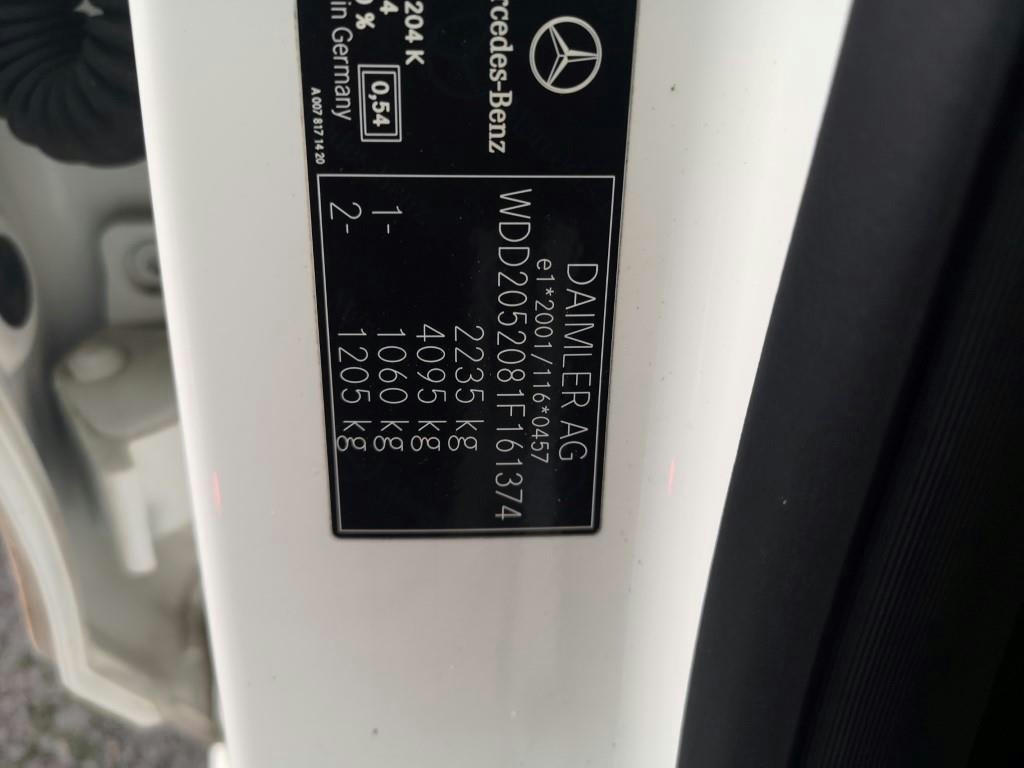 Mercedes-Benz
204 K
4
%
0,54
in Germany
A 007 817 14 20
DAIMLER AG
e1*2001/116*0457
WDD2052081F161374
2235 kg
4095 kg
1- 1060 kg
2- 1205 kg